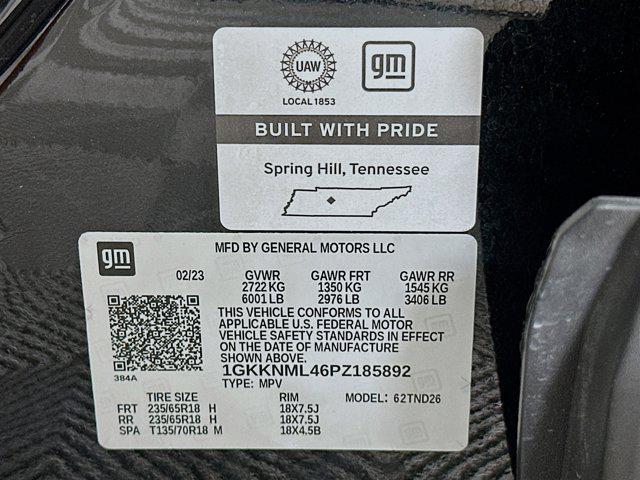 UAW
gm
LOCAL 1853
BUILT WITH PRIDE
Spring Hill, Tennessee
gm
MFD BY GENERAL MOTORS LLC
02/23 GVWR GAWR FRT GAWR RR
2722 KG 1350 KG 1545 KG
6001 LB 2976 LB 3406 LB
THIS VEHICLE CONFORMS TO ALL
APPLICABLE U.S. FEDERAL MOTOR
VEHICLE SAFETY STANDARDS IN EFFECT
ON THE DATE OF MANUFACTURE
SHOWN ABOVE.
1GKKNML46PZ185892
384A
TYPE: MPV
TIRE SIZE RIM MODEL: 62TND26
FRT 235/65R18 H 18X7.5J
RR 235/65R18 H 18X7.5J
SPA T135/70R18 M 18X4.5B